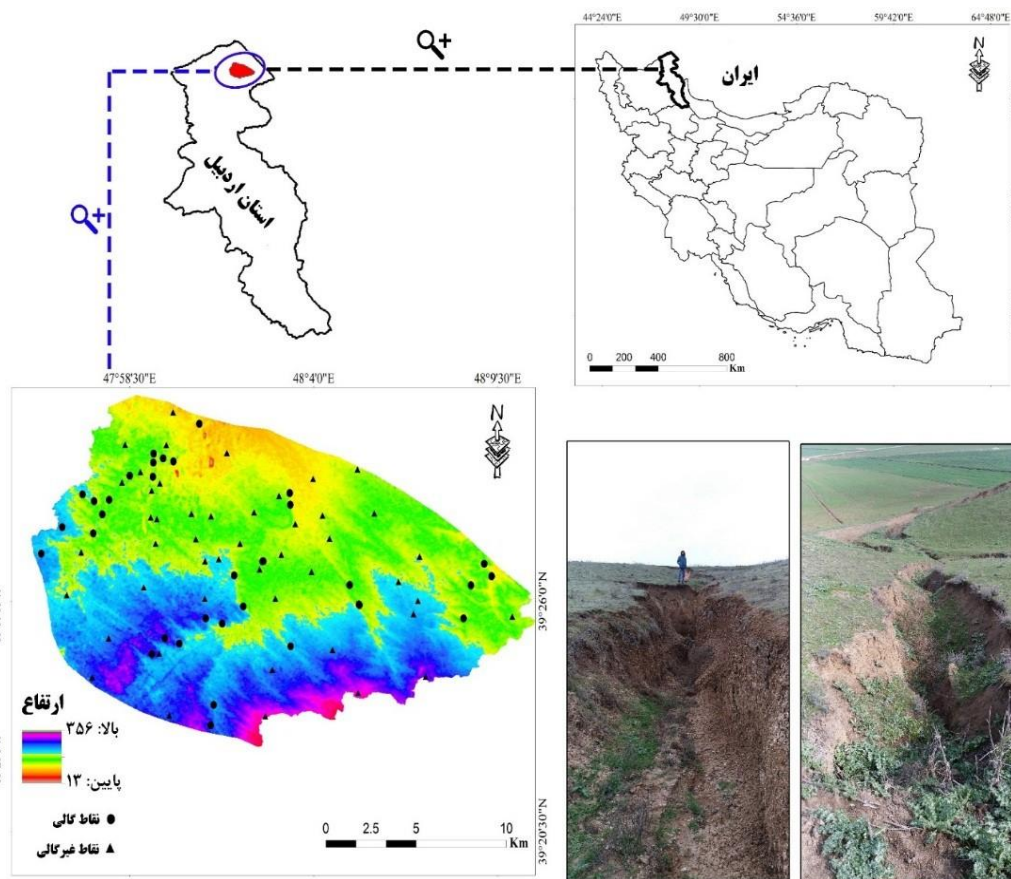 44°24'0"E 49°30'0"E 54°36'0"E 59°42'0"E 64°48'0"E
N
ایران
استان اردبیل
0 200 400 800
Km
47°58'30"E 48°4'0"E 48°9'30"E
N
39°26'0"N
39°20'30"N
ارتفاع
بالا: ۳۵۶
پایین: ۱۳
نقاط گالی
نقاط غیرگالی
0 2.5 5 10
Km